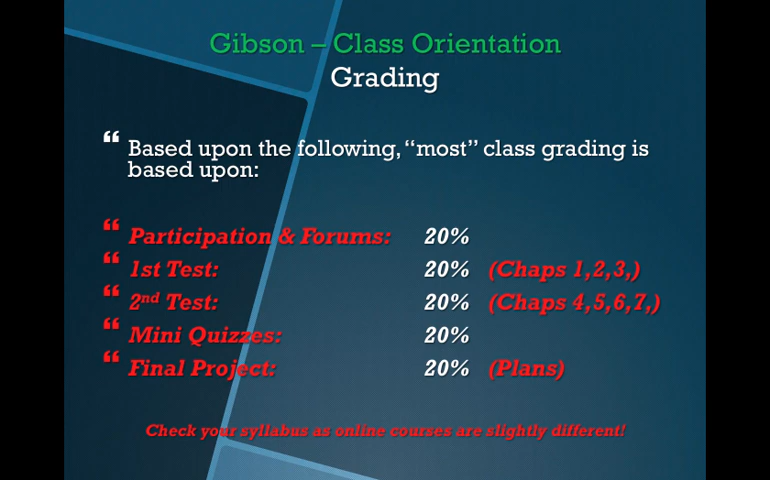 Gibson – Class Orientation
Grading
“ Based upon the following, “most” class grading is
based upon:
“ Participation & Forums: 20%
“ 1st Test: 20% (Chaps 1,2,3,)
“ 2nd Test: 20% (Chaps 4,5,6,7,)
“ Mini Quizzes: 20%
“ Final Project: 20% (Plans)
Check your syllabus as online courses are slightly different!